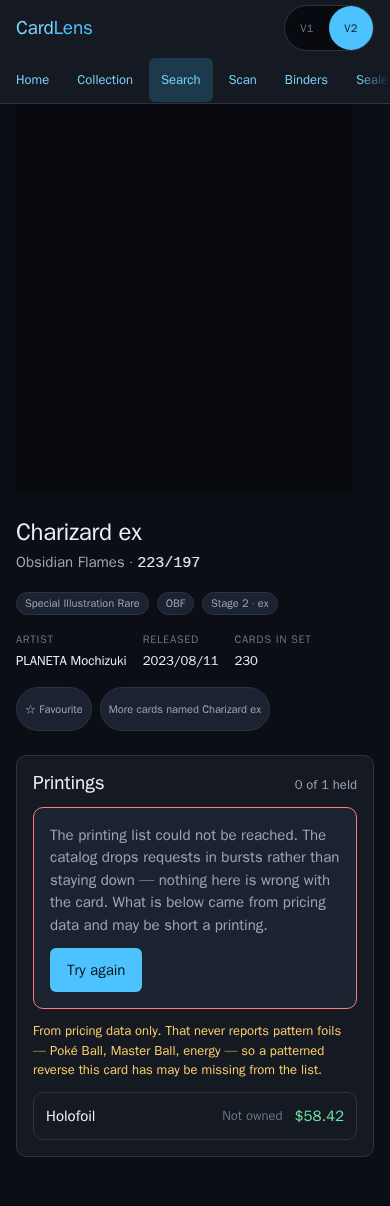 CardLens
V1
V2
Home
Collection
Search
Scan
Binders
Seale
Charizard ex
Obsidian Flames · 223/197
Special Illustration Rare
OBF
Stage 2 · ex
ARTIST
RELEASED
CARDS IN SET
PLANETA Mochizuki
2023/08/11
230
☆ Favourite
More cards named Charizard ex
Printings
0 of 1 held
The printing list could not be reached. The
catalog drops requests in bursts rather than
staying down — nothing here is wrong with
the card. What is below came from pricing
data and may be short a printing.
Try again
From pricing data only. That never reports pattern foils
— Poké Ball, Master Ball, energy — so a patterned
reverse this card has may be missing from the list.
Holofoil
Not owned
$58.42